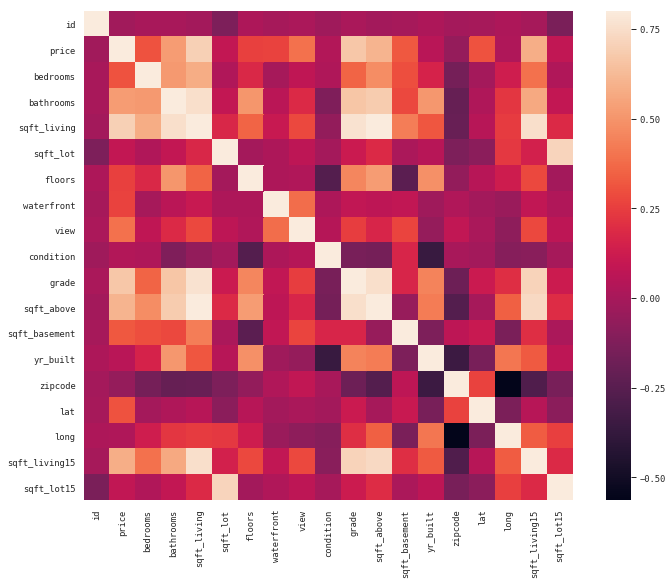 id
price
bedrooms
bathrooms
sqft_living
sqft_lot
floors
waterfront
view
condition
grade
sqft_above
sqft_basement
yr_built
zipcode
lat
long
sqft_living15
sqft_lot15
id
price
bedrooms
bathrooms
sqft_living
sqft_lot
floors
waterfront
view
condition
grade
sqft_above
sqft_basement
yr_built
zipcode
lat
long
sqft_living15
sqft_lot15
0.75
0.50
0.25
0.00
−0.25
−0.50